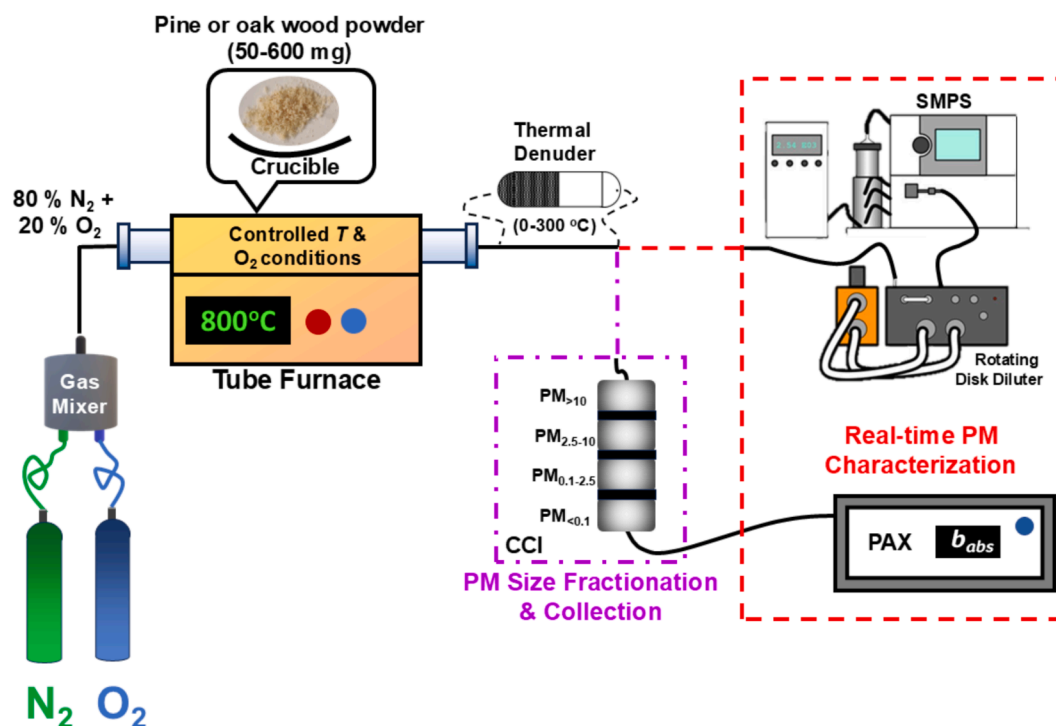 Pine or oak wood powder
(50-600 mg)
Crucible
80 % N₂ +
20 % O₂
Controlled T &
O₂ conditions
800°C
Tube Furnace
Gas
Mixer
N₂
O₂
Thermal
Denuder
(0-300 °C)
PM>10
PM2.5-10
PM0.1-2.5
PM<0.1
CCI
PM Size Fractionation
& Collection
SMPS
Rotating
Disk Diluter
Real-time PM
Characterization
PAX
b_abs